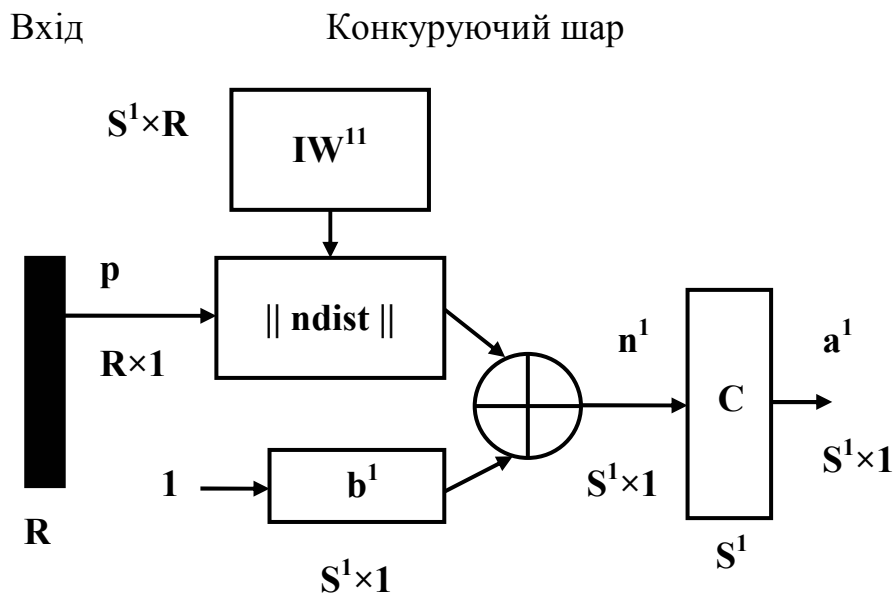 Вхід
Конкуруючий шар
S¹×R
IW¹¹
p
|| ndist ||
R×1
n¹
a¹
C
1
b¹
S¹×1
S¹×1
R
S¹
S¹×1